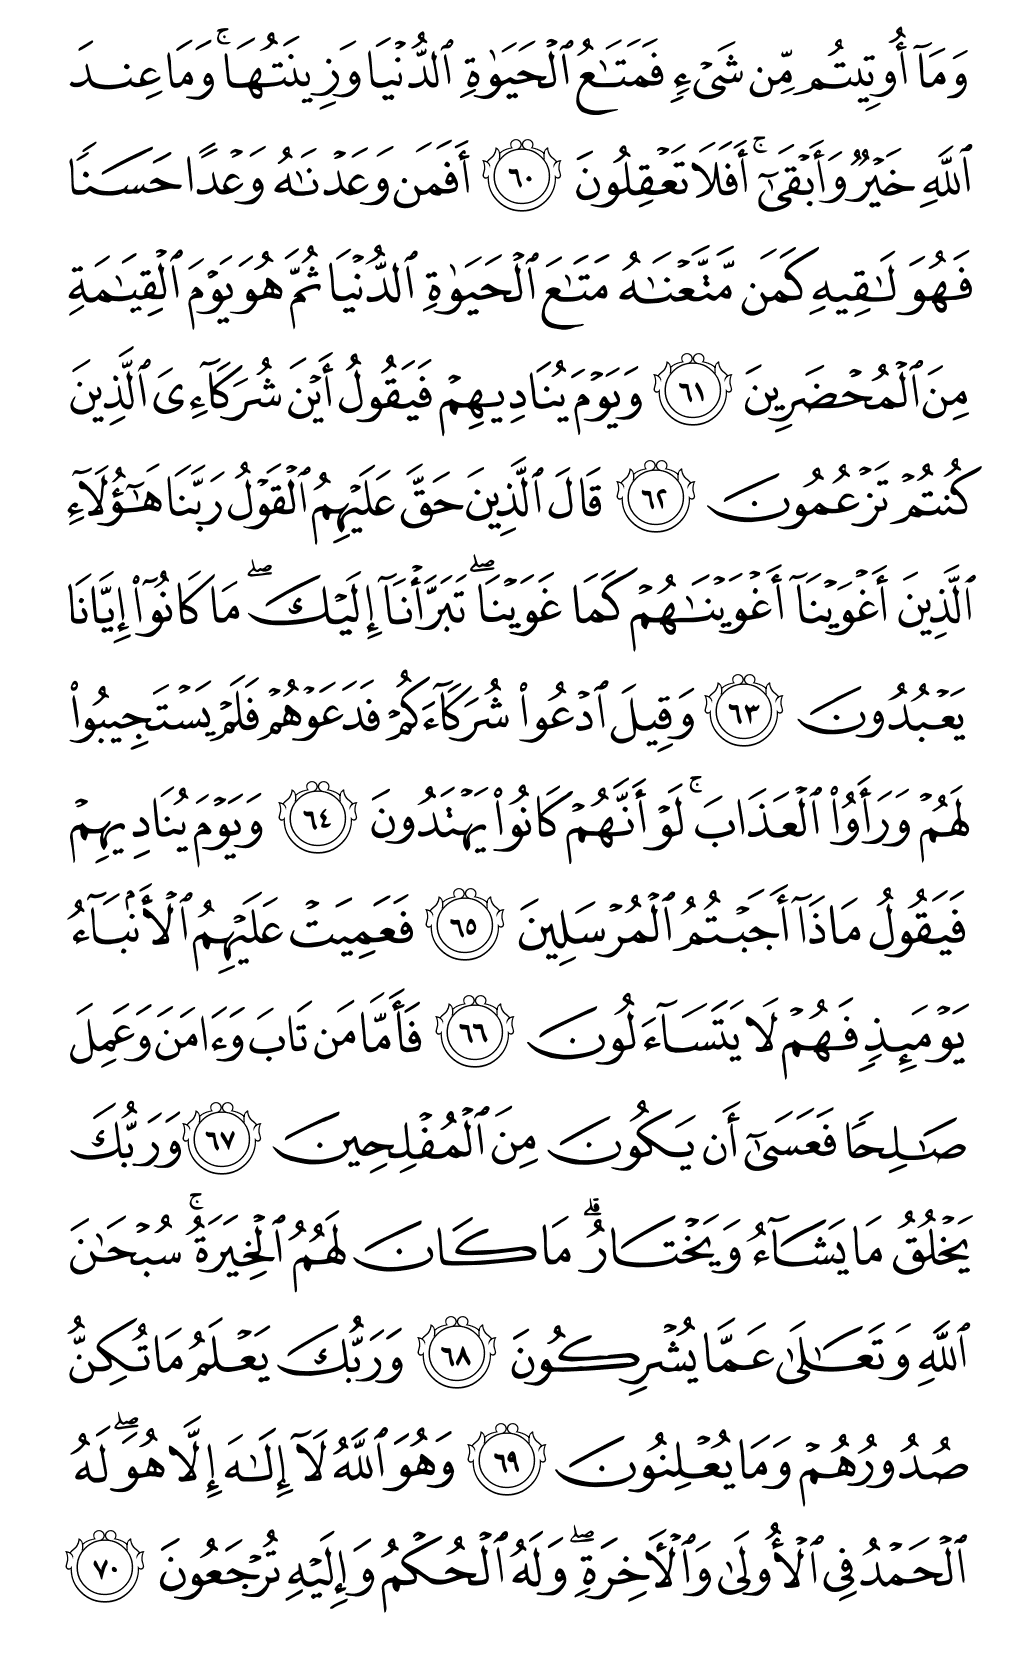 وَمَآ أُوتِيتُم مِّن شَىْءٍ فَمَتَـٰعُ ٱلْحَيَوٰةِ ٱلدُّنْيَا وَزِينَتُهَا ۚ وَمَا عِندَ
ٱللَّهِ خَيْرٌ وَأَبْقَىٰٓ ۚ أَفَلَا تَعْقِلُونَ ٦٠ أَفَمَن وَعَدْنَـٰهُ وَعْدًا حَسَنًا
فَهُوَ لَـٰقِيهِ كَمَن مَّتَّعْنَـٰهُ مَتَـٰعَ ٱلْحَيَوٰةِ ٱلدُّنْيَا ثُمَّ هُوَ يَوْمَ ٱلْقِيَـٰمَةِ
مِنَ ٱلْمُحْضَرِينَ ٦١ وَيَوْمَ يُنَادِيهِمْ فَيَقُولُ أَيْنَ شُرَكَآءِىَ ٱلَّذِينَ
كُنتُمْ تَزْعُمُونَ ٦٢ قَالَ ٱلَّذِينَ حَقَّ عَلَيْهِمُ ٱلْقَوْلُ رَبَّنَا هَـٰٓؤُلَآءِ
ٱلَّذِينَ أَغْوَيْنَآ أَغْوَيْنَـٰهُمْ كَمَا غَوَيْنَا ۖ تَبَرَّأْنَآ إِلَيْكَ ۖ مَا كَانُوٓا۟ إِيَّانَا
يَعْبُدُونَ ٦٣ وَقِيلَ ٱدْعُوا۟ شُرَكَآءَكُمْ فَدَعَوْهُمْ فَلَمْ يَسْتَجِيبُوا۟
لَهُمْ وَرَأَوُا۟ ٱلْعَذَابَ ۚ لَوْ أَنَّهُمْ كَانُوا۟ يَهْتَدُونَ ٦٤ وَيَوْمَ يُنَادِيهِمْ
فَيَقُولُ مَاذَآ أَجَبْتُمُ ٱلْمُرْسَلِينَ ٦٥ فَعَمِيَتْ عَلَيْهِمُ ٱلْأَنۢبَآءُ
يَوْمَئِذٍ فَهُمْ لَا يَتَسَآءَلُونَ ٦٦ فَأَمَّا مَن تَابَ وَءَامَنَ وَعَمِلَ
صَـٰلِحًا فَعَسَىٰٓ أَن يَكُونَ مِنَ ٱلْمُفْلِحِينَ ٦٧ وَرَبُّكَ
يَخْلُقُ مَا يَشَآءُ وَيَخْتَارُ ۗ مَا كَانَ لَهُمُ ٱلْخِيَرَةُ ۚ سُبْحَـٰنَ
ٱللَّهِ وَتَعَـٰلَىٰ عَمَّا يُشْرِكُونَ ٦٨ وَرَبُّكَ يَعْلَمُ مَا تُكِنُّ
صُدُورُهُمْ وَمَا يُعْلِنُونَ ٦٩ وَهُوَ ٱللَّهُ لَآ إِلَـٰهَ إِلَّا هُوَ ۖ لَهُ
ٱلْحَمْدُ فِى ٱلْأُولَىٰ وَٱلْـَٔاخِرَةِ ۖ وَلَهُ ٱلْحُكْمُ وَإِلَيْهِ تُرْجَعُونَ ٧٠